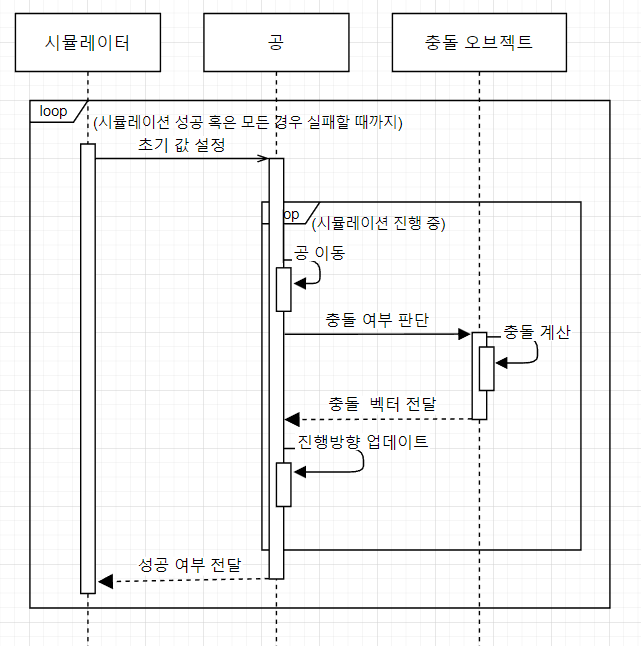 시뮬레이터
공
충돌 오브젝트
loop
(시뮬레이션 성공 혹은 모든 경우 실패할 때까지)
초기 값 설정
op
(시뮬레이션 진행 중)
공 이동
충돌 여부 판단
충돌 계산
충돌 벡터 전달
진행방향 업데이트
성공 여부 전달